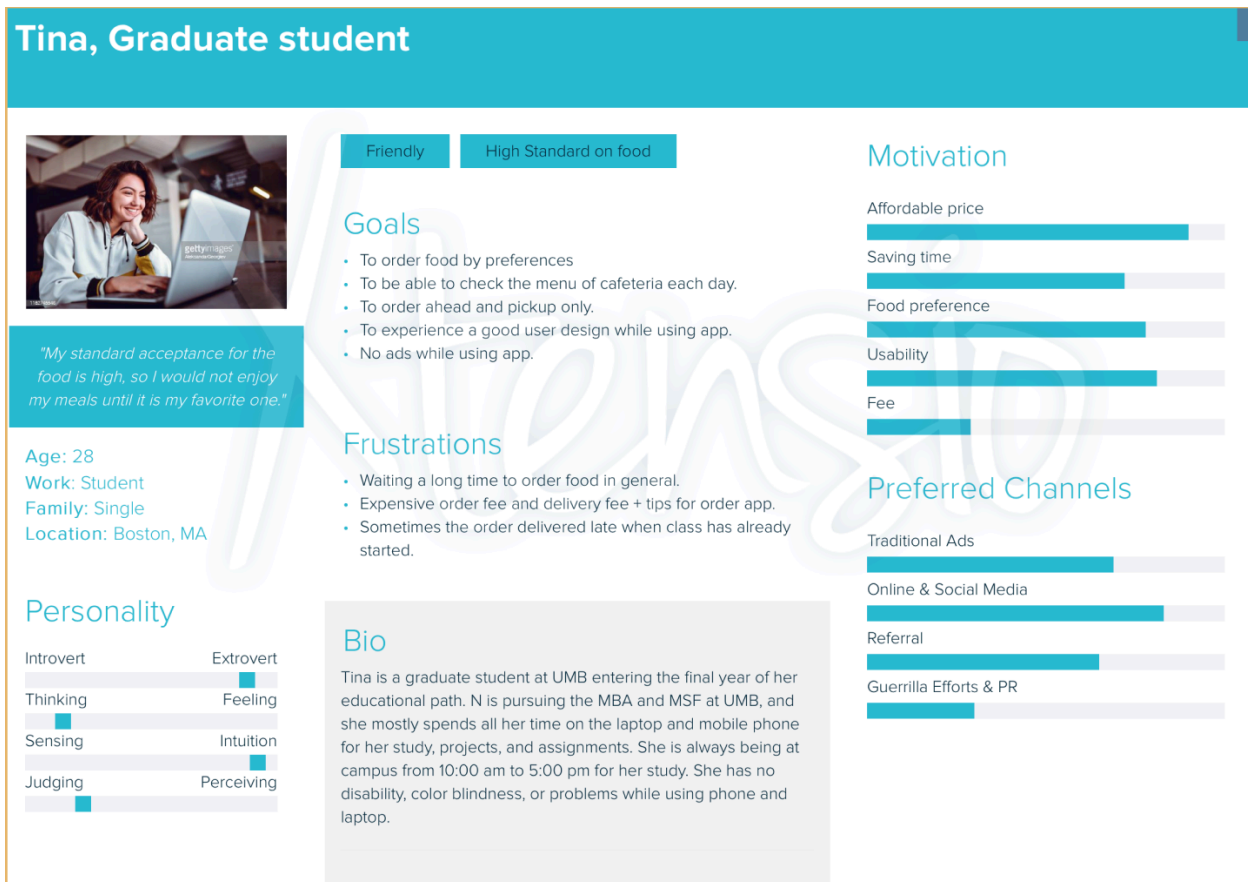 Tina, Graduate student
gettyimages
"My standard acceptance for the
food is high, so I would not enjoy
my meals until it is my favorite one."
Age: 28
Work: Student
Family: Single
Location: Boston, MA
Personality
Introvert Extrovert
Thinking Feeling
Sensing Intuition
Judging Perceiving
Friendly High Standard on food
Goals
• To order food by preferences
• To be able to check the menu of cafeteria each day.
• To order ahead and pickup only.
• To experience a good user design while using app.
• No ads while using app.
Frustrations
• Waiting a long time to order food in general.
• Expensive order fee and delivery fee + tips for order app.
• Sometimes the order delivered late when class has already
started.
Bio
Tina is a graduate student at UMB entering the final year of her
educational path. N is pursuing the MBA and MSF at UMB, and
she mostly spends all her time on the laptop and mobile phone
for her study, projects, and assignments. She is always being at
campus from 10:00 am to 5:00 pm for her study. She has no
disability, color blindness, or problems while using phone and
laptop.
Motivation
Affordable price
Saving time
Food preference
Usability
Fee
Preferred Channels
Traditional Ads
Online & Social Media
Referral
Guerrilla Efforts & PR
Xtensio